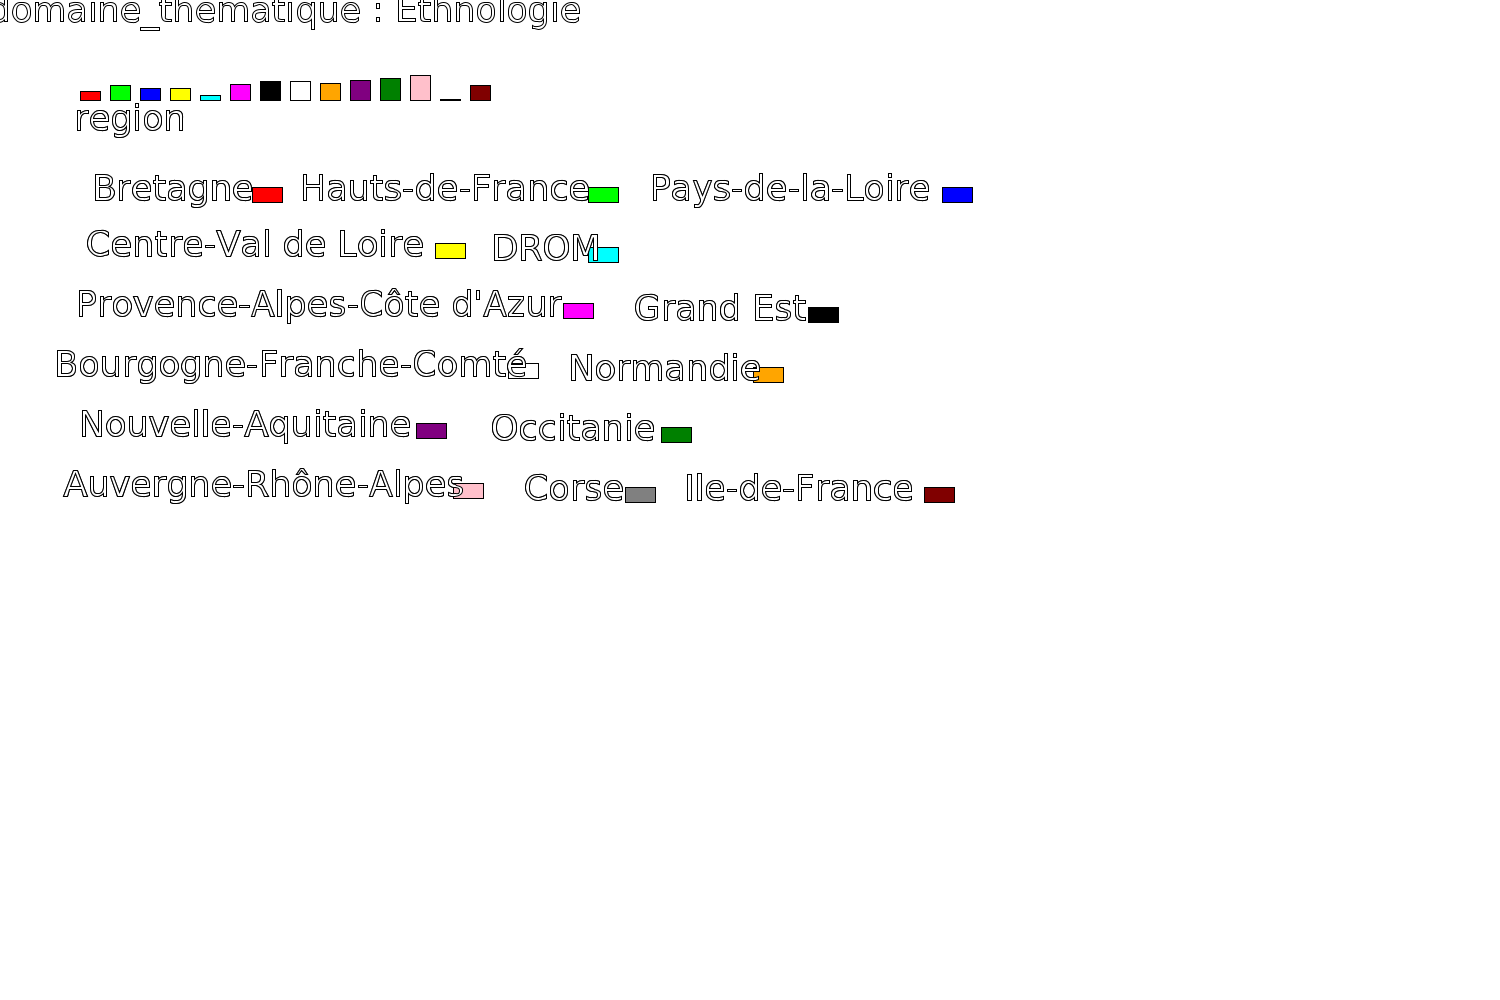 domaine_thematique : Ethnologie
region
Bretagne Hauts-de-France Pays-de-la-Loire
Centre-Val de Loire DROM
Provence-Alpes-Côte d'Azur Grand Est
Bourgogne-Franche-Comté Normandie
Nouvelle-Aquitaine Occitanie
Auvergne-Rhône-Alpes Corse Ile-de-France